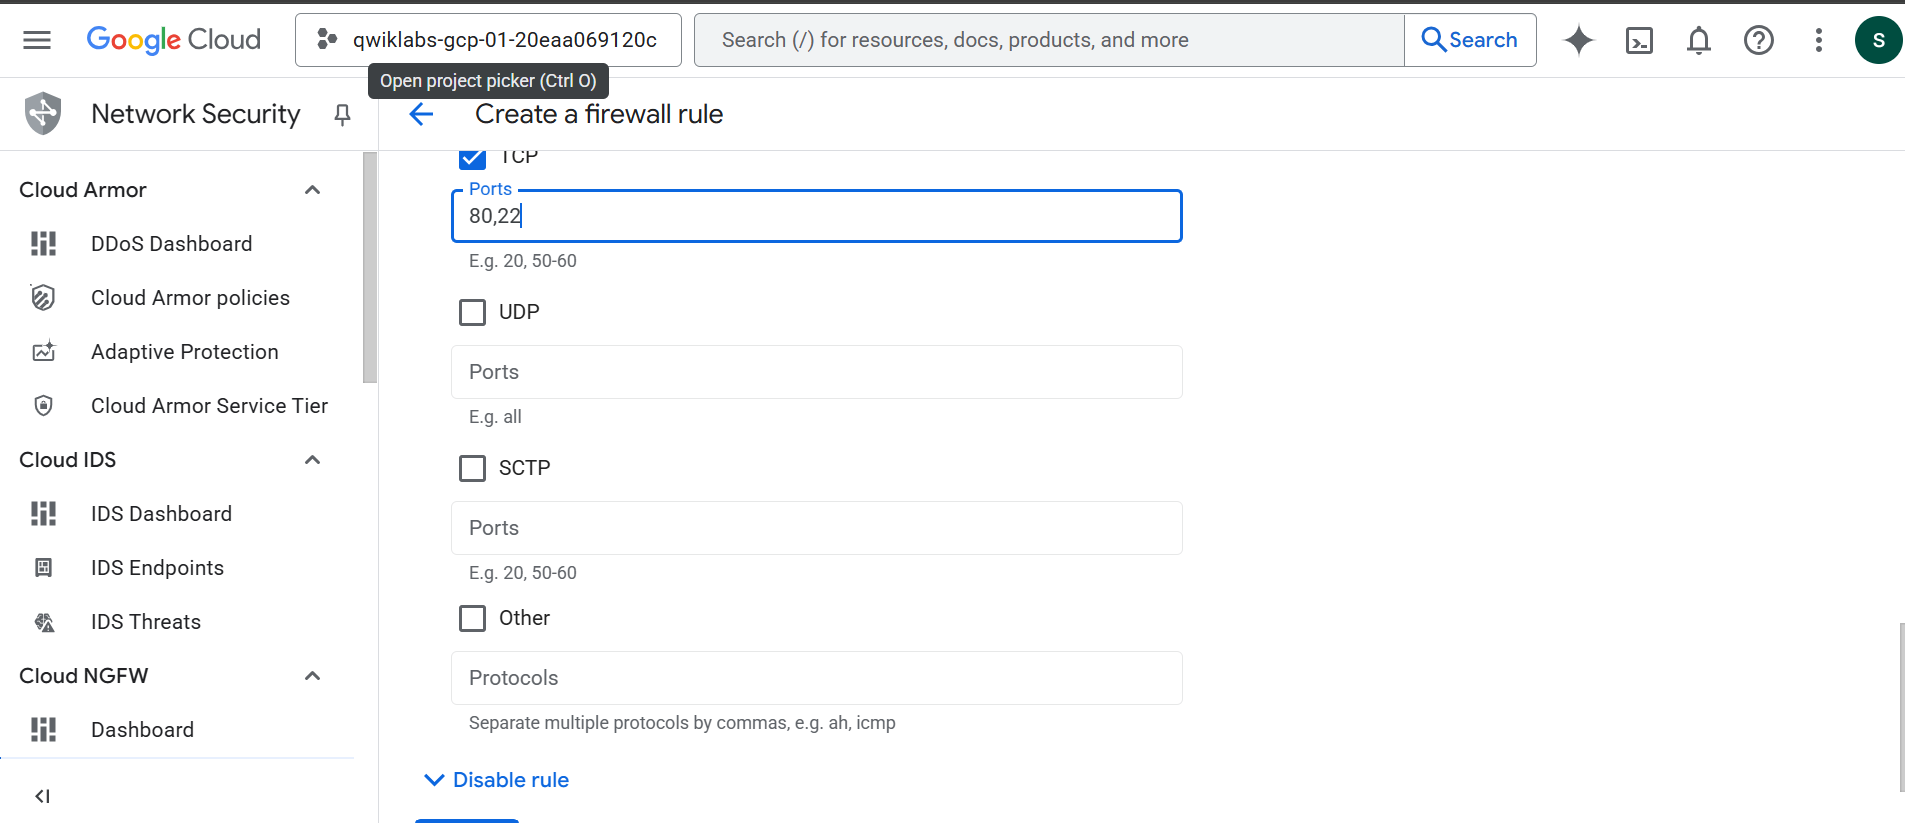 Google Cloud
qwiklabs-gcp-01-20eaa069120c
Search (/) for resources, docs, products, and more
Search
S
Open project picker (Ctrl O)
Network Security
Create a firewall rule
Cloud Armor
DDoS Dashboard
Cloud Armor policies
Adaptive Protection
Cloud Armor Service Tier
Cloud IDS
IDS Dashboard
IDS Endpoints
IDS Threats
Cloud NGFW
Dashboard
TCP
Ports
80,22
E.g. 20, 50-60
UDP
Ports
E.g. all
SCTP
Ports
E.g. 20, 50-60
Other
Protocols
Separate multiple protocols by commas, e.g. ah, icmp
Disable rule